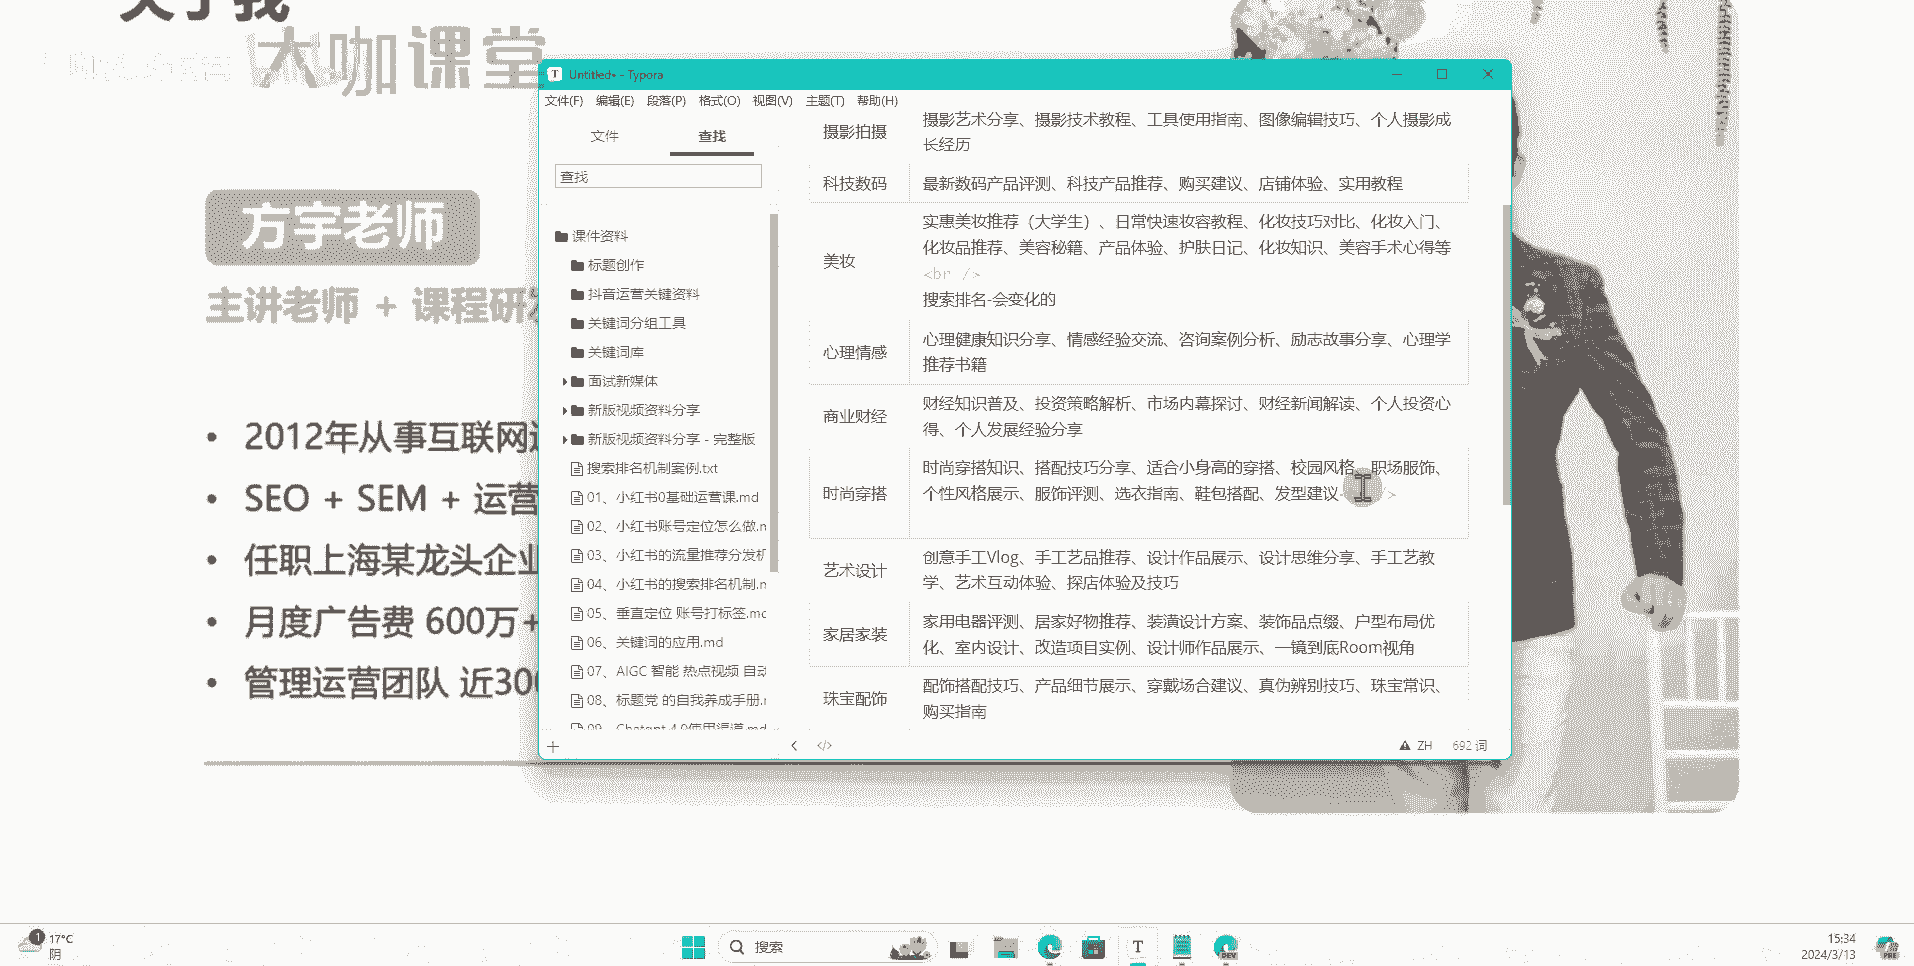 关于我
大咖课堂
方宇老师
主讲老师 + 课程研发
2012年从事互联网运
SEO + SEM + 运营
任职上海某龙头企业
月度广告费 600万+
管理运营团队 近300
Untitled• - Typora
文件(F) 编辑(E) 段落(P) 格式(O) 视图(V) 主题(T) 帮助(H)
文件 查找
查找
课件资料
标题创作
抖音运营关键资料
关键词分组工具
关键词库
面试新媒体
新版视频资料分享
新版视频资料分享 - 完整版
搜索排名机制案例.txt
01、小红书0基础运营课.md
02、小红书账号定位怎么做.m
03、小红书的流量推荐分发机
04、小红书的搜索排名机制.m
05、垂直定位 账号打标签.mc
06、关键词的应用.md
07、AIGC 智能 热点视频 自动
08、标题党 的自我养成手册.m
09、Chatgpt 4.0使用渠道.md
摄影拍摄
摄影艺术分享、摄影技术教程、工具使用指南、图像编辑技巧、个人摄影成
长经历
科技数码
最新数码产品评测、科技产品推荐、购买建议、店铺体验、实用教程
美妆
实惠美妆推荐（大学生）、日常快速妆容教程、化妆技巧对比、化妆入门、
化妆品推荐、美容秘籍、产品体验、护肤日记、化妆知识、美容手术心得等
<br />
搜索排名-会变化的
心理情感
心理健康知识分享、情感经验交流、咨询案例分析、励志故事分享、心理学
推荐书籍
商业财经
财经知识普及、投资策略解析、市场内幕探讨、财经新闻解读、个人投资心
得、个人发展经验分享
时尚穿搭
时尚穿搭知识、搭配技巧分享、适合小身高的穿搭、校园风格、职场服饰、
个性风格展示、服饰评测、选衣指南、鞋包搭配、发型建议
艺术设计
创意手工Vlog、手工艺品推荐、设计作品展示、设计思维分享、手工艺教
学、艺术互动体验、探店体验及技巧
家居家装
家用电器评测、居家好物推荐、装潢设计方案、装饰品点缀、户型布局优
化、室内设计、改造项目实例、设计师作品展示、一镜到底Room视角
珠宝配饰
配饰搭配技巧、产品细节展示、穿戴场合建议、真伪辨别技巧、珠宝常识、
购买指南
ZH 692 词
1
17°C
阴
搜索
T
DEV
15:34
2024/3/13
PRE